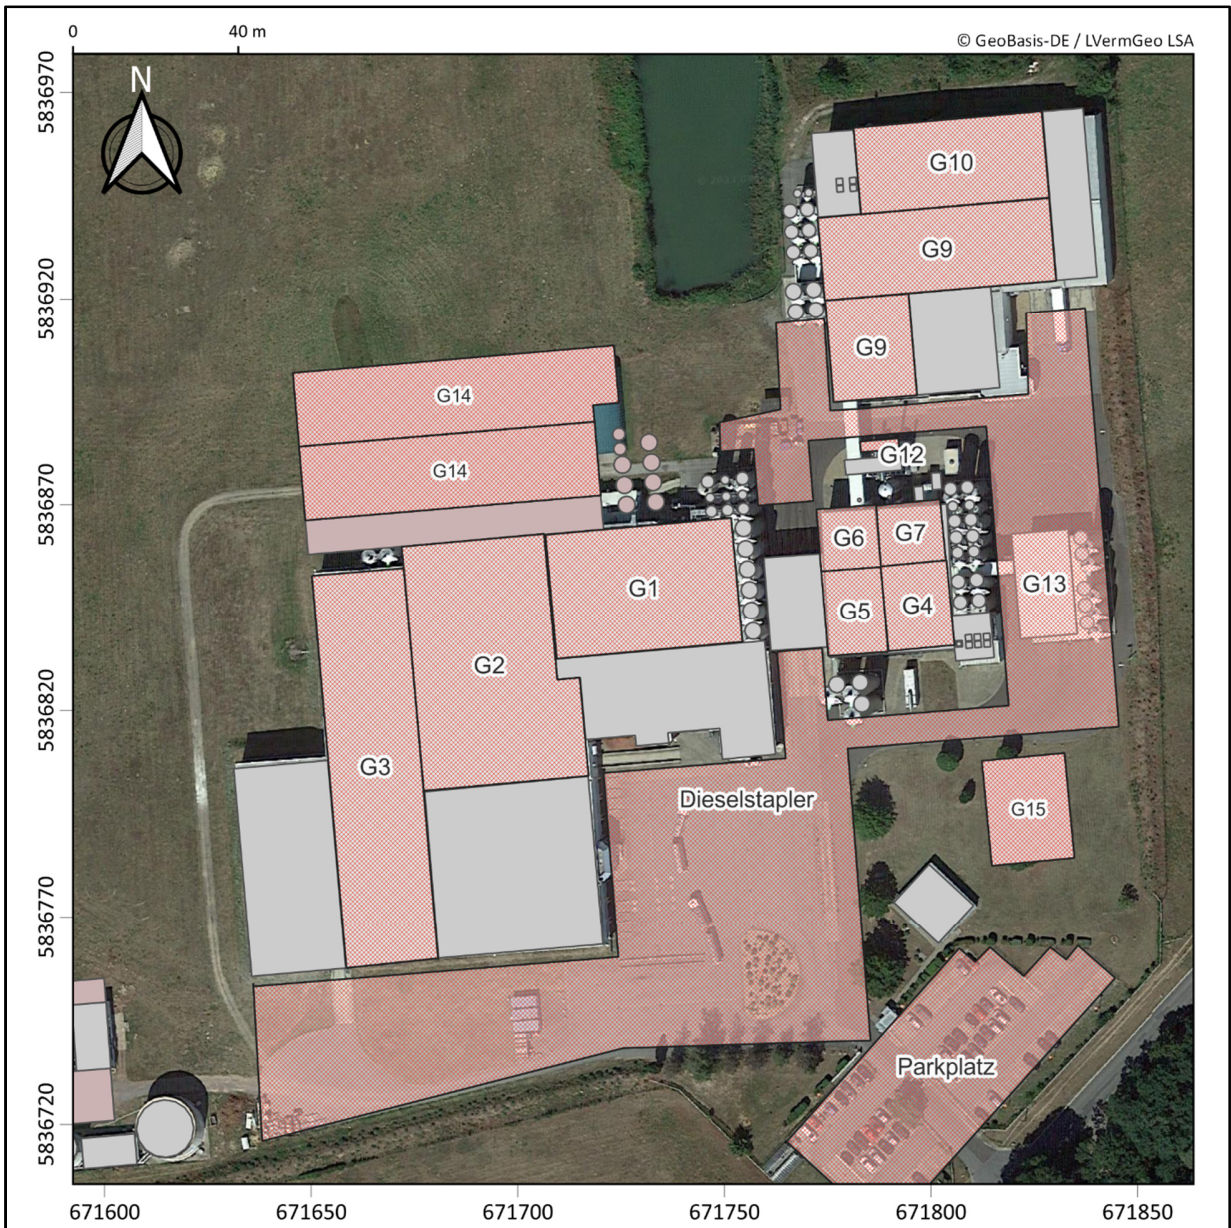 0 40 m
© GeoBasis-DE / LVermGeo LSA
5836970
N
G10
G9
5836920
G9
G14
G12
G14
5836870
G6 G7
G1
G13
G5 G4
G2
5836820
G3
Dieselstapler
G15
5836770
Parkplatz
5836720
671600 671650 671700 671750 671800 671850